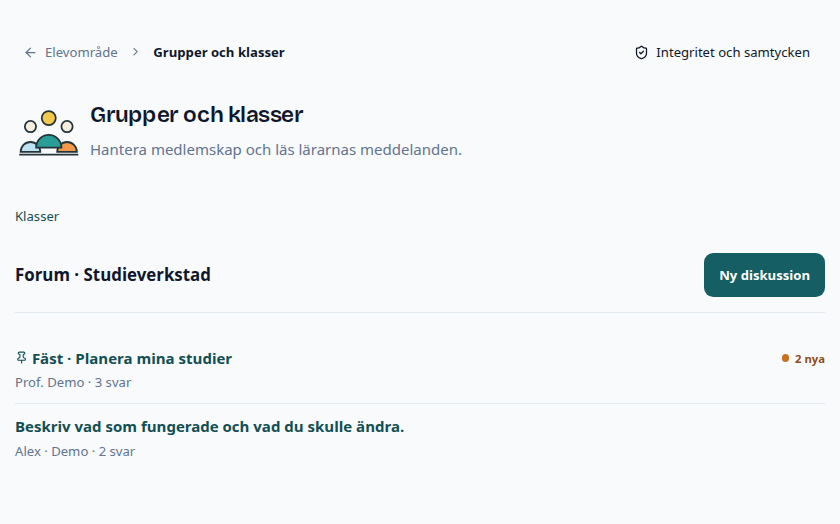 Elevområde
Grupper och klasser
Integritet och samtycken
Grupper och klasser
Hantera medlemskap och läs lärarnas meddelanden.
Klasser
Forum · Studieverkstad
Ny diskussion
Fäst · Planera mina studier
2 nya
Prof. Demo · 3 svar
Beskriv vad som fungerade och vad du skulle ändra.
Alex · Demo · 2 svar